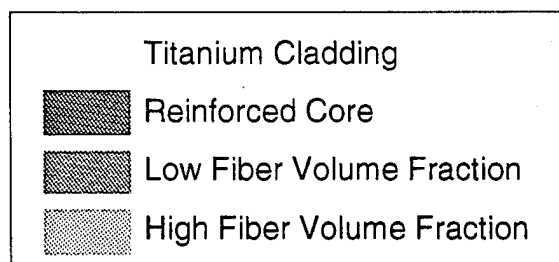 Titanium Cladding
Reinforced Core
Low Fiber Volume Fraction
High Fiber Volume Fraction